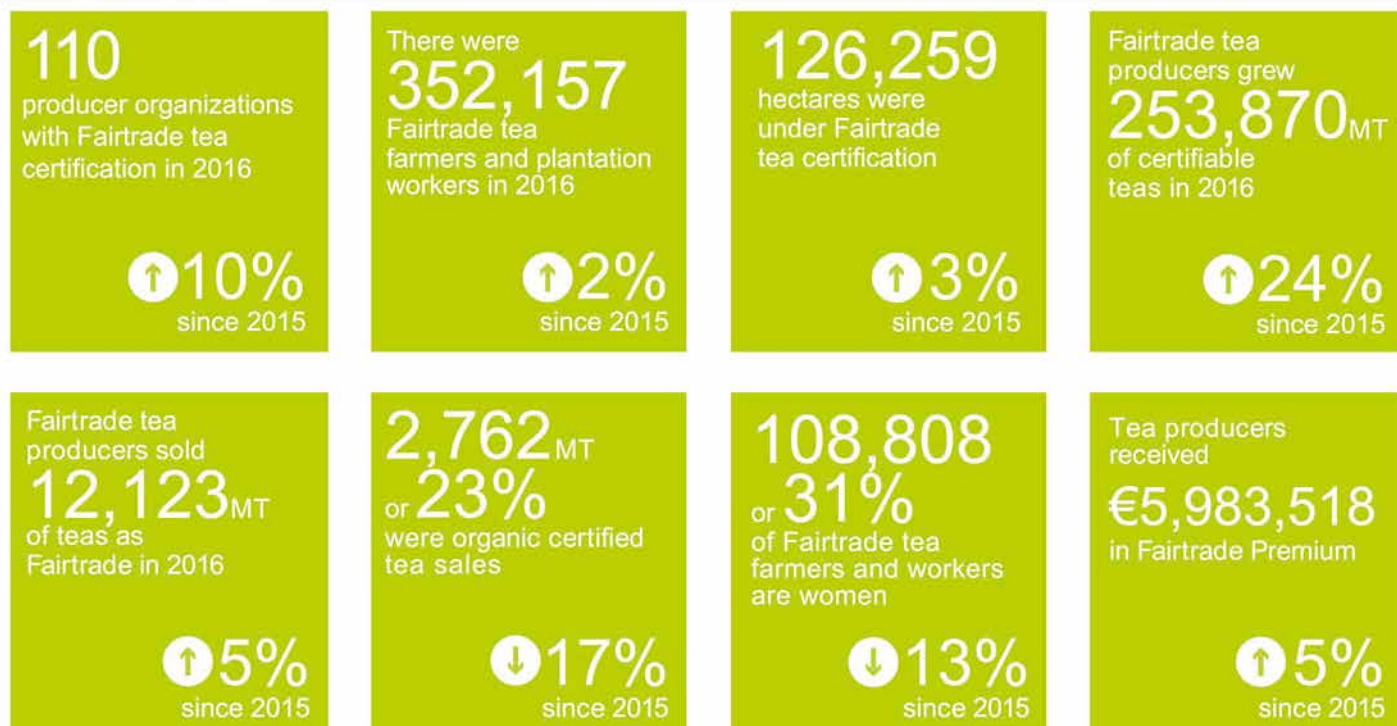 110
producer organizations
with Fairtrade tea
certification in 2016
↑10%
since 2015
There were
352,157
Fairtrade tea
farmers and plantation
workers in 2016
↑2%
since 2015
126,259
hectares were
under Fairtrade
tea certification
↑3%
since 2015
Fairtrade tea
producers grew
253,870MT
of certifiable
teas in 2016
↑24%
since 2015
Fairtrade tea
producers sold
12,123MT
of teas as
Fairtrade in 2016
↑5%
since 2015
2,762MT
or 23%
were organic certified
tea sales
↓17%
since 2015
108,808
or 31%
of Fairtrade tea
farmers and workers
are women
↓13%
since 2015
Tea producers
received
€5,983,518
in Fairtrade Premium
↑5%
since 2015